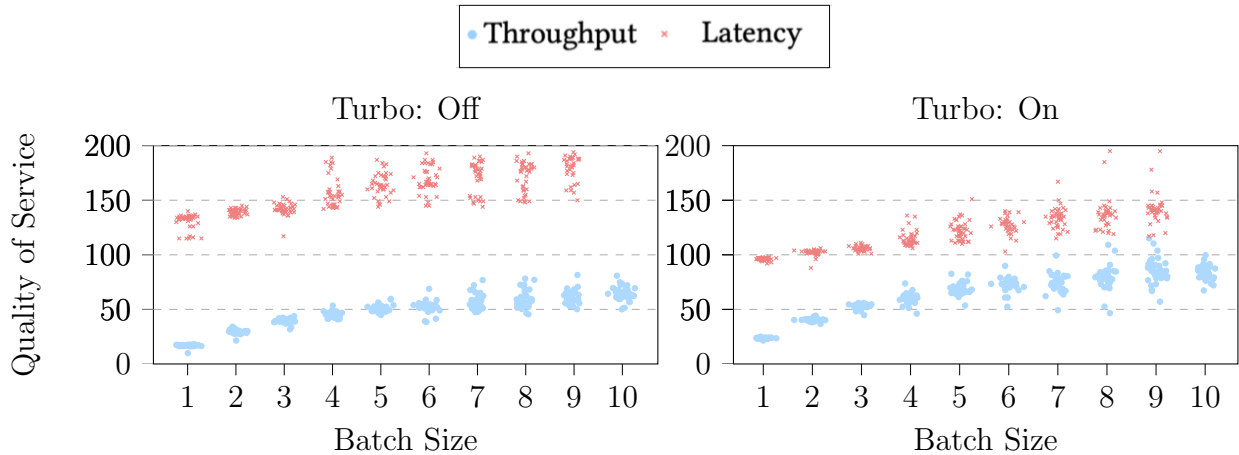 Throughput Latency
Turbo: Off
Turbo: On
Quality of Service
200
150
100
50
0
1 2 3 4 5 6 7 8 9 10
Batch Size
200
150
100
50
0
1 2 3 4 5 6 7 8 9 10
Batch Size